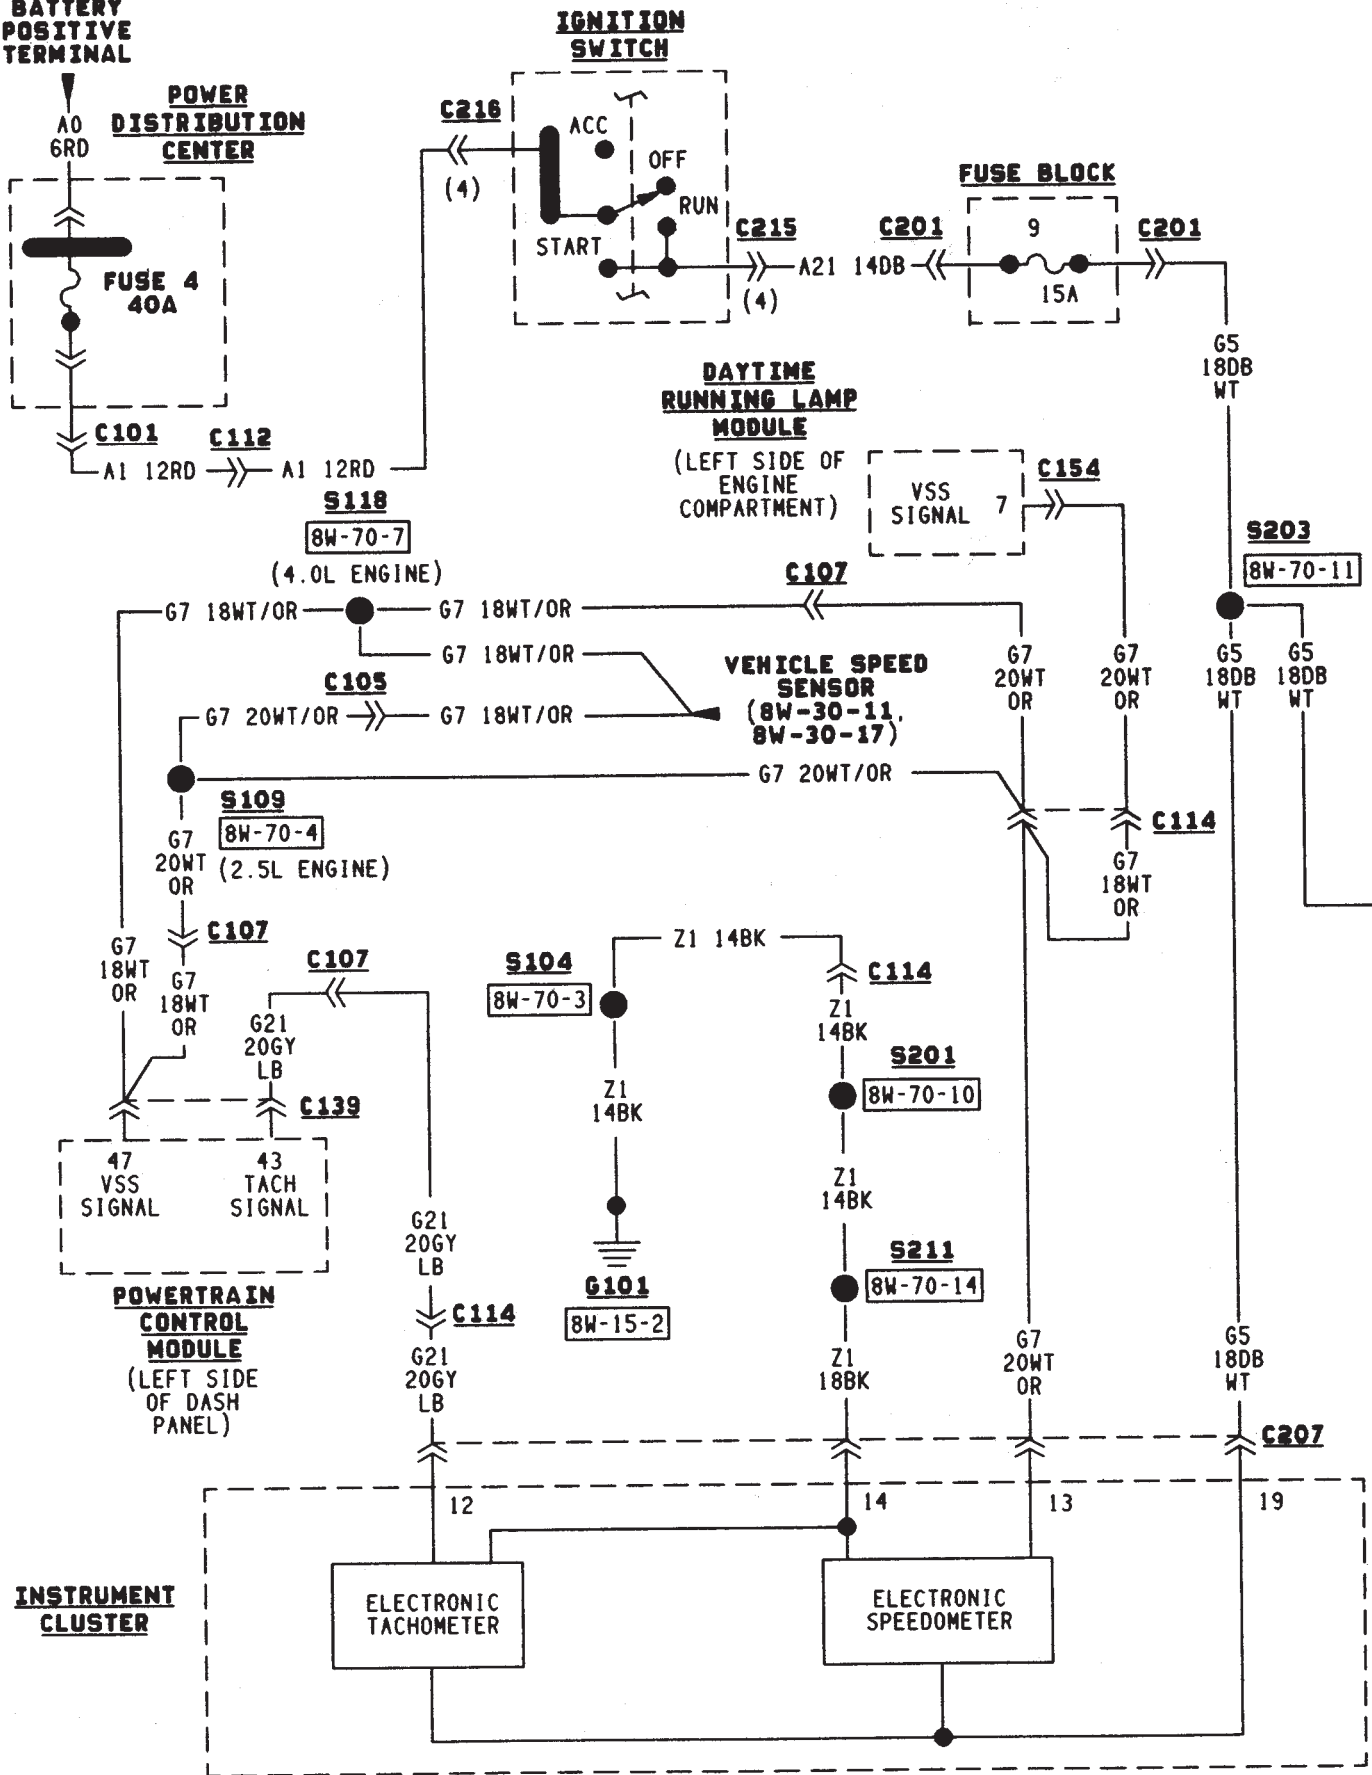 BATTERY
POSITIVE
TERMINAL
A0
6RD
POWER
DISTRIBUTION
CENTER
FUSE 4
40A
C101
A1 12RD
C112
A1 12RD
C216
(4)
IGNITION
SWITCH
ACC
OFF
RUN
START
C215
(4)
A21 14DB
C201
FUSE BLOCK
9
15A
C201
G5
18DB
WT
DAYTIME
RUNNING LAMP
MODULE
(LEFT SIDE OF
ENGINE
COMPARTMENT)
VSS
SIGNAL
7
C154
S203
8W-70-11
S118
8W-70-7
(4.0L ENGINE)
G7 18WT/OR
G7 18WT/OR
C107
G7 18WT/OR
C105
G7 20WT/OR
G7 18WT/OR
VEHICLE SPEED
SENSOR
(8W-30-11,
8W-30-17)
G7
20WT
OR
G7
20WT
OR
G5
18DB
WT
G5
18DB
WT
G7 20WT/OR
S109
8W-70-4
(2.5L ENGINE)
G7
20WT
OR
C114
G7
18WT
OR
C107
G7
18WT
OR
G7
18WT
OR
C107
G21
20GY
LB
C139
47
VSS
SIGNAL
43
TACH
SIGNAL
POWERTRAIN
CONTROL
MODULE
(LEFT SIDE
OF DASH
PANEL)
Z1 14BK
S104
8W-70-3
Z1
14BK
G101
8W-15-2
C114
Z1
14BK
S201
8W-70-10
Z1
14BK
S211
8W-70-14
Z1
18BK
G21
20GY
LB
C114
G21
20GY
LB
G7
20WT
OR
G5
18DB
WT
C207
12
14
13
19
INSTRUMENT
CLUSTER
ELECTRONIC
TACHOMETER
ELECTRONIC
SPEEDOMETER